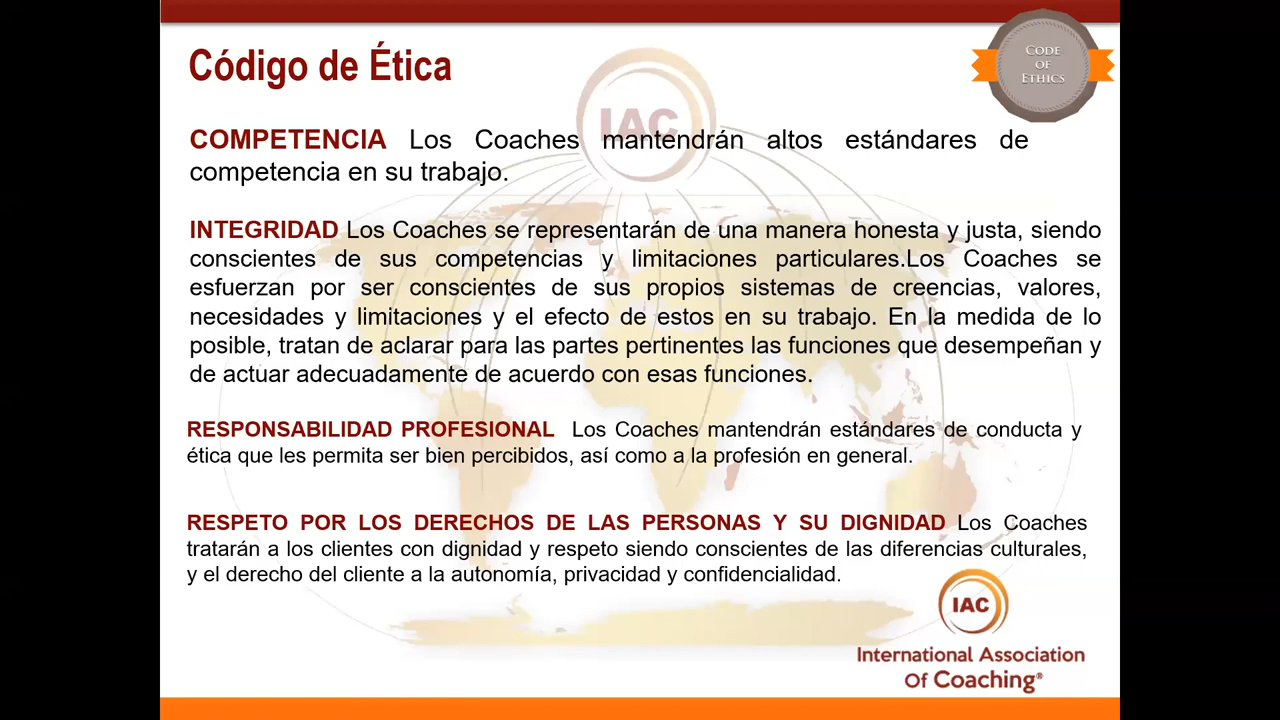 Código de Ética
CODE
OF
ETHICS
IAC
COMPETENCIA Los Coaches mantendrán altos estándares de
competencia en su trabajo.
INTEGRIDAD Los Coaches se representarán de una manera honesta y justa, siendo
conscientes de sus competencias y limitaciones particulares.Los Coaches se
esfuerzan por ser conscientes de sus propios sistemas de creencias, valores,
necesidades y limitaciones y el efecto de estos en su trabajo. En la medida de lo
posible, tratan de aclarar para las partes pertinentes las funciones que desempeñan y
de actuar adecuadamente de acuerdo con esas funciones.
RESPONSABILIDAD PROFESIONAL Los Coaches mantendrán estándares de conducta y
ética que les permita ser bien percibidos, así como a la profesión en general.
RESPETO POR LOS DERECHOS DE LAS PERSONAS Y SU DIGNIDAD Los Coaches
tratarán a los clientes con dignidad y respeto siendo conscientes de las diferencias culturales,
y el derecho del cliente a la autonomía, privacidad y confidencialidad.
IAC
International Association
Of Coaching®